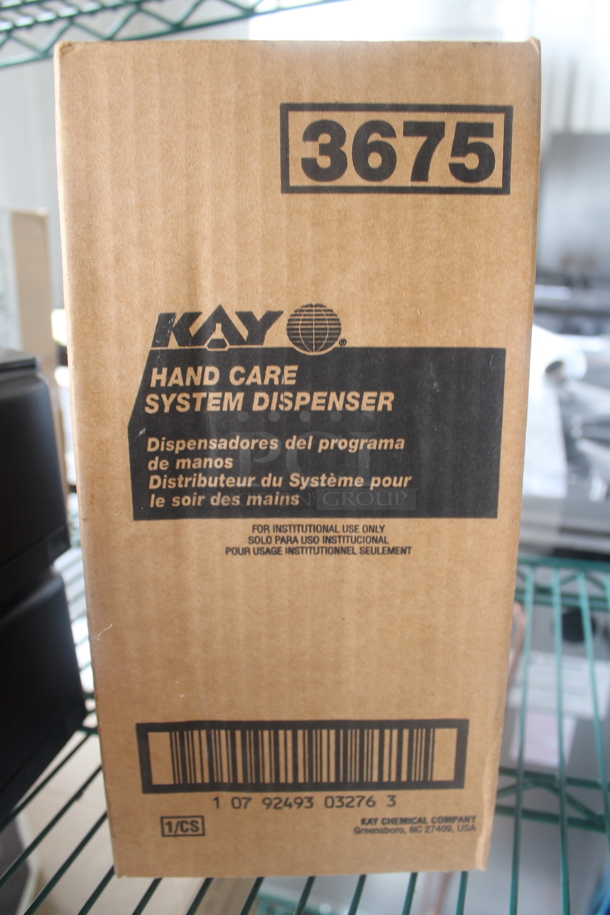 3675
KAY
HAND CARE
SYSTEM DISPENSER
Dispensadores del programa
de manos
Distributeur du Système pour
le soir des mains
GROUP
FOR INSTITUTIONAL USE ONLY
SOLO PARA USO INSTITUCIONAL
POUR USAGE INSTITUTIONNEL SEULEMENT
1 07 92493 03276 3
1/CS
KAY CHEMICAL COMPANY
Greensboro, NC 27409, USA